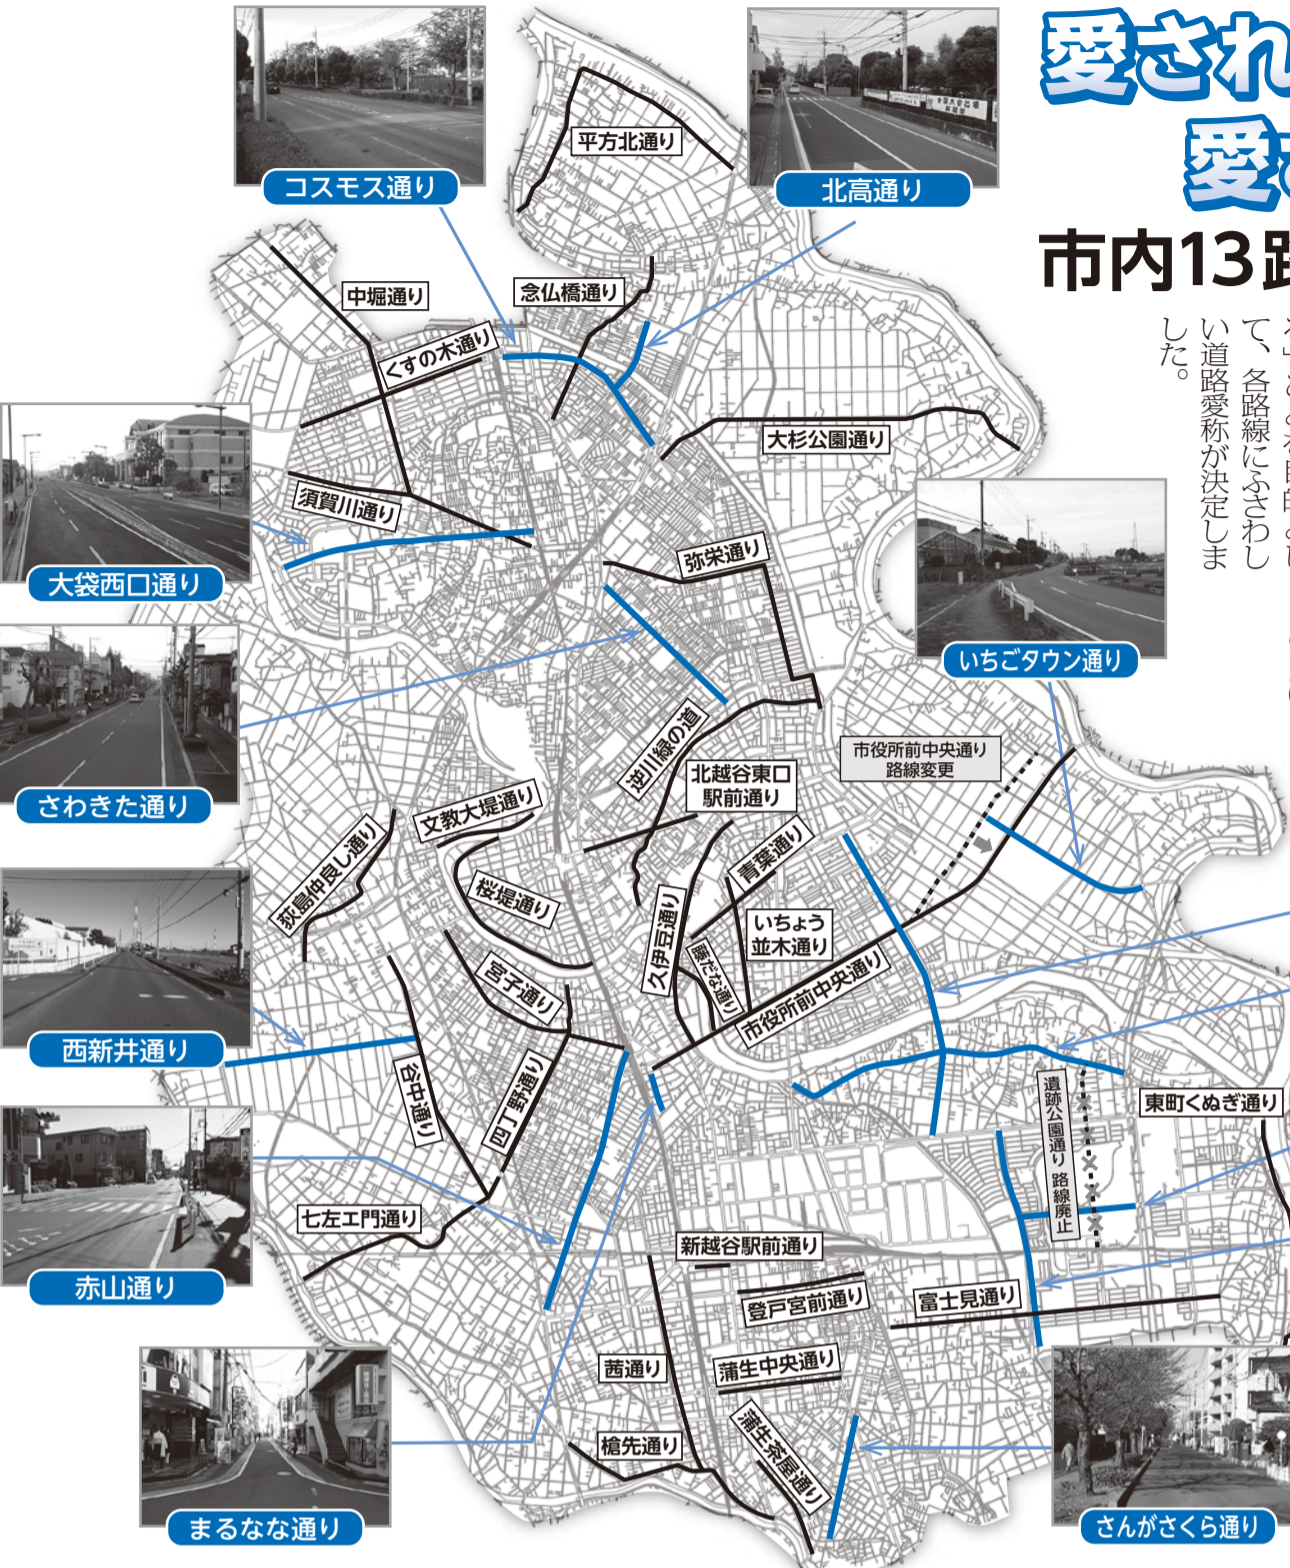 愛され
愛さ
市内13路
て、各路線にふさわし
い道路愛称が決定しま
した。
コスモス通り
北高通り
平方北通り
中堀通り
念仏橋通り
くすの木通り
大杉公園通り
須賀川通り
弥栄通り
大袋西口通り
いちごタウン通り
さわきた通り
逆川緑の道
市役所前中央通り
路線変更
北越谷東口
駅前通り
文教大堤通り
青葉通り
荻島仲良し通り
桜堤通り
久伊豆通り
いちょう
並木通り
藤だな通り
宮子通り
市役所前中央通り
西新井通り
谷中通り
四丁野通り
遺跡公園通り 路線廃止
東町くぬぎ通り
赤山通り
七左エ門通り
新越谷駅前通り
登戸宮前通り
富士見通り
茜通り
蒲生中央通り
槍先通り
蒲生茶屋通り
まるなな通り
さんがさくら通り